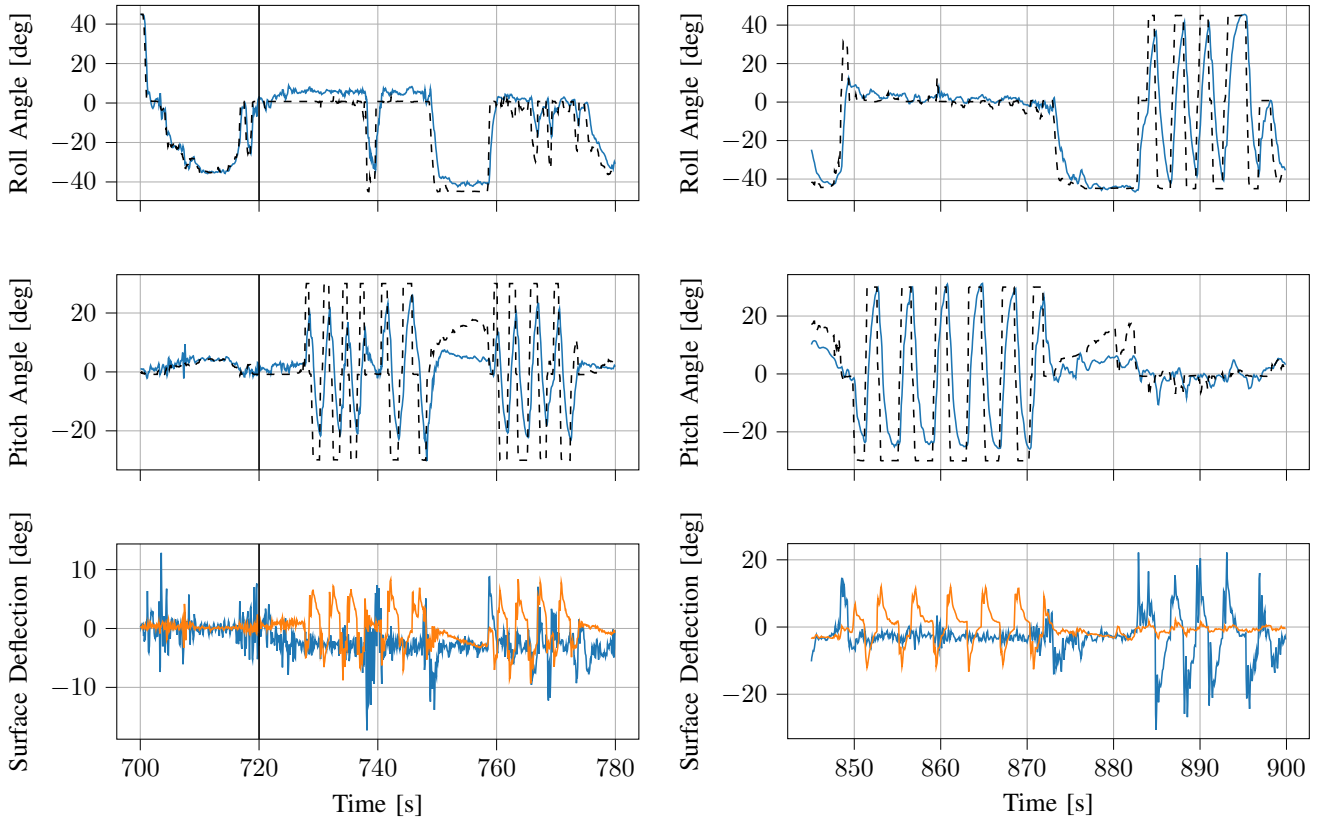 Roll Angle [deg]
40
20
0
−20
−40
Roll Angle [deg]
40
20
0
−20
−40
Pitch Angle [deg]
20
0
−20
Pitch Angle [deg]
20
0
−20
Surface Deflection [deg]
10
0
−10
700 720 740 760 780
Time [s]
Surface Deflection [deg]
20
0
−20
850 860 870 880 890 900
Time [s]